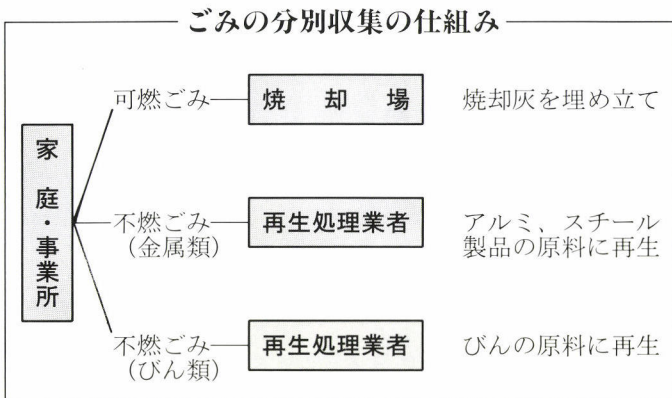 ごみの分別収集の仕組み
家庭・事業所
可燃ごみ
焼却場
焼却灰を埋め立て
不燃ごみ
(金属類)
再生処理業者
アルミ、スチール
製品の原料に再生
不燃ごみ
(びん類)
再生処理業者
びんの原料に再生